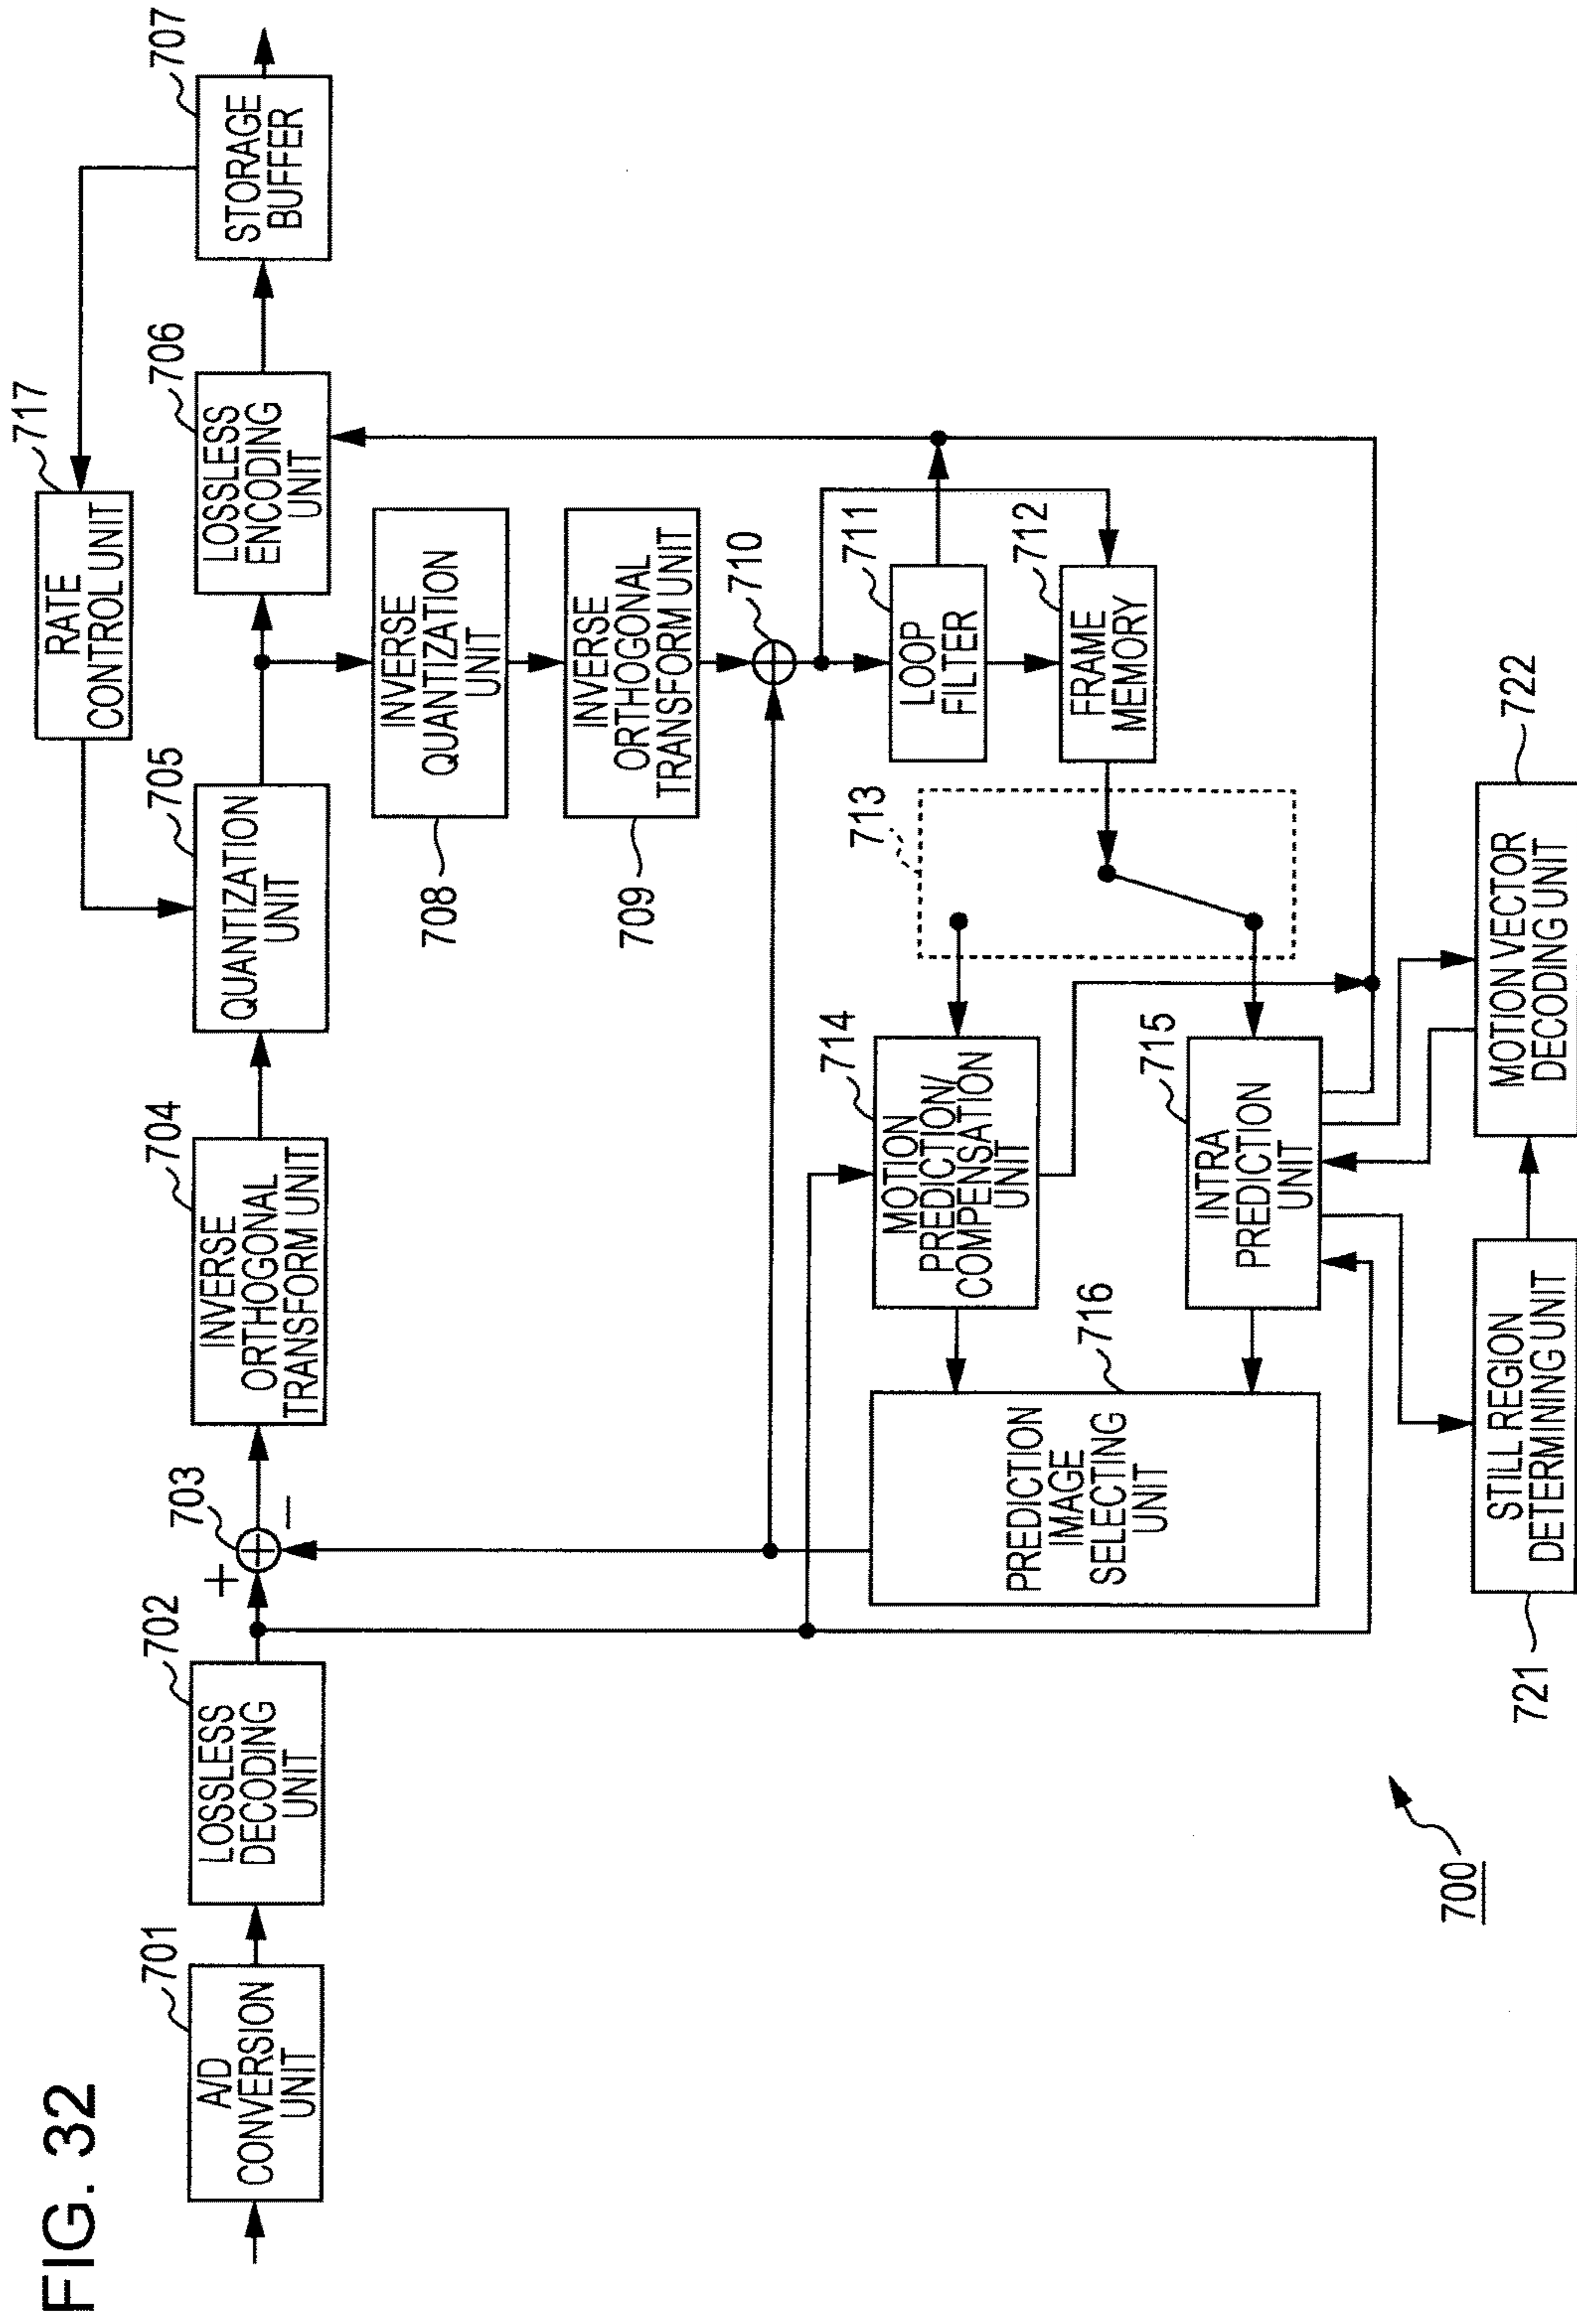 FIG. 32
717
RATE
CONTROL UNIT
701
A/D
CONVERSION
UNIT
702
LOSSLESS
DECODING
UNIT
703
+
−
704
INVERSE
ORTHOGONAL
TRANSFORM UNIT
705
QUANTIZATION
UNIT
706
LOSSLESS
ENCODING
UNIT
707
STORAGE
BUFFER
708
INVERSE
QUANTIZATION
UNIT
709
INVERSE
ORTHOGONAL
TRANSFORM UNIT
710
711
LOOP
FILTER
712
FRAME
MEMORY
713
714
MOTION
PREDICTION/
COMPENSATION
UNIT
715
INTRA
PREDICTION
UNIT
716
PREDICTION
IMAGE
SELECTING
UNIT
721
STILL REGION
DETERMINING UNIT
722
MOTION VECTOR
DECODING UNIT
700